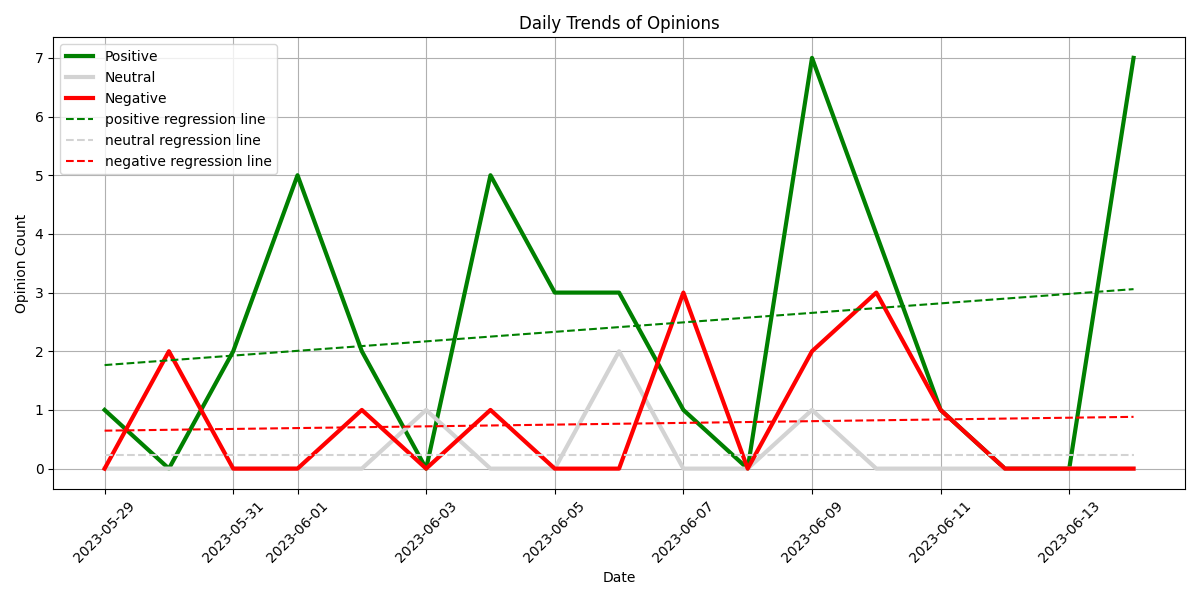 Daily Trends of Opinions
Positive
Neutral
Negative
positive regression line
neutral regression line
negative regression line
Opinion Count
7
6
5
4
3
2
1
0
2023-05-29
2023-05-31
2023-06-01
2023-06-03
2023-06-05
2023-06-07
2023-06-09
2023-06-11
2023-06-13
Date